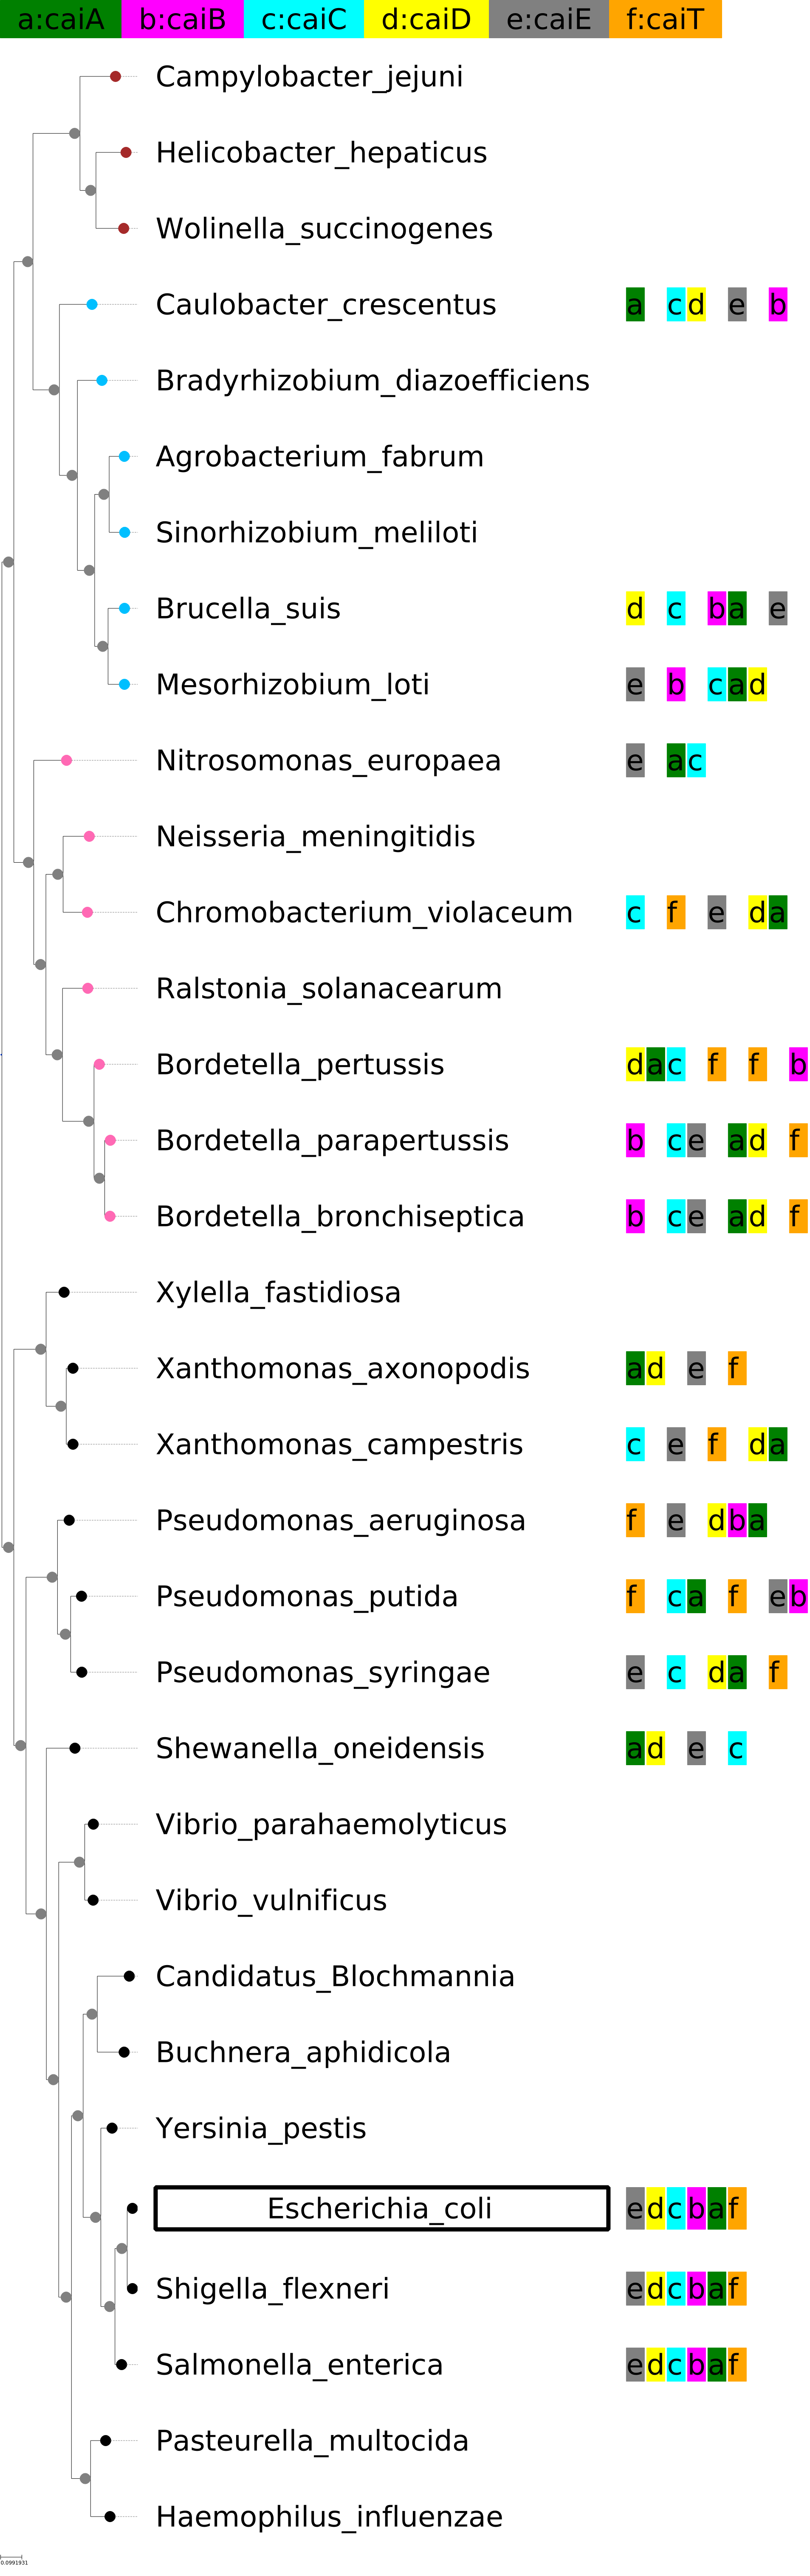 a:caiA b:caiB c:caiC d:caiD e:caiE f:caiT
Campylobacter_jejuni
Helicobacter_hepaticus
Wolinella_succinogenes
Caulobacter_crescentus a cd e b
Bradyrhizobium_diazoefficiens
Agrobacterium_fabrum
Sinorhizobium_meliloti
Brucella_suis d c ba e
Mesorhizobium_loti e b cad
Nitrosomonas_europaea e ac
Neisseria_meningitidis
Chromobacterium_violaceum c f e da
Ralstonia_solanacearum
Bordetella_pertussis dac f f b
Bordetella_parapertussis b ce ad f
Bordetella_bronchiseptica b ce ad f
Xylella_fastidiosa
Xanthomonas_axonopodis ad e f
Xanthomonas_campestris c e f da
Pseudomonas_aeruginosa f e dba
Pseudomonas_putida f ca f eb
Pseudomonas_syringae e c da f
Shewanella_oneidensis ad e c
Vibrio_parahaemolyticus
Vibrio_vulnificus
Candidatus_Blochmannia
Buchnera_aphidicola
Yersinia_pestis
Escherichia_coli edcbaf
Shigella_flexneri edcbaf
Salmonella_enterica edcbaf
Pasteurella_multocida
Haemophilus_influenzae
0.0991931